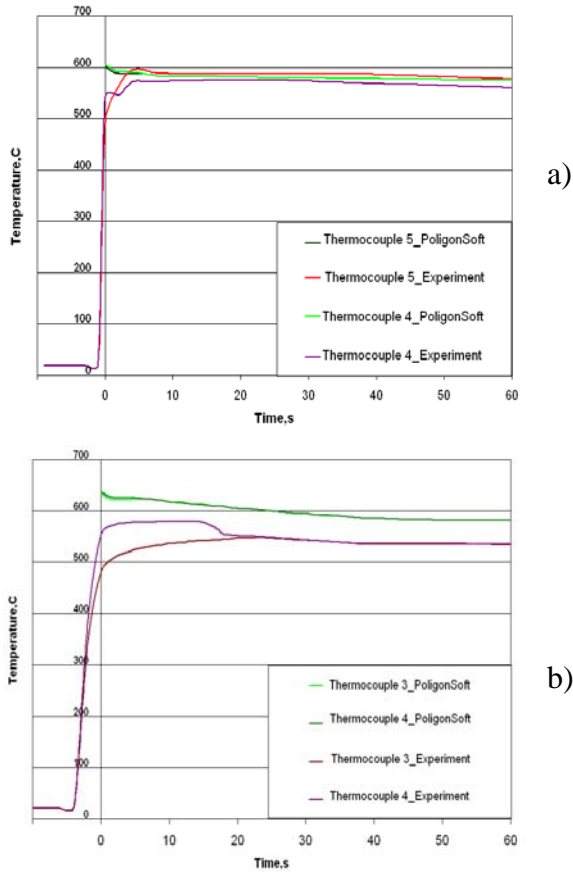 700
600
500
400
300
200
100
0
Temperature,C
Thermocouple 5_PoligonSoft
Thermocouple 5_Experiment
Thermocouple 4_PoligonSoft
Thermocouple 4_Experiment
0 10 20 30 40 50 60
Time,s
a)
700
600
500
400
300
200
100
0
Temperature,C
Thermocouple 3_PoligonSoft
Thermocouple 4_PoligonSoft
Thermocouple 3_Experiment
Thermocouple 4_Experiment
0 10 20 30 40 50 60
Time,s
b)